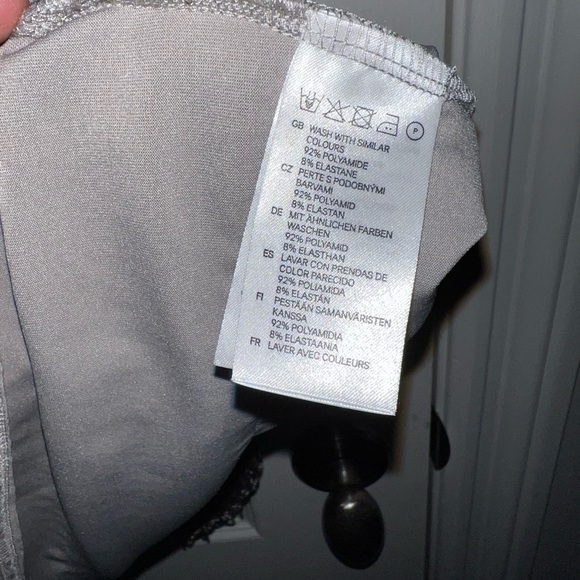 P
GB WASH WITH SIMILAR
COLOURS
92% POLYAMIDE
8% ELASTANE
CZ PERTE S PODOBNÝMI
BARVAMI
92% POLYAMID
8% ELASTAN
DE MIT ÄHNLICHEN FARBEN
WASCHEN
92% POLYAMID
8% ELASTHAN
ES LAVAR CON PRENDAS DE
COLOR PARECIDO
92% POLIAMIDA
8% ELASTÁN
FI PESTÄÄN SAMANVÄRISTEN
KANSSA
92% POLYAMIDIA
8% ELASTAANIA
FR LAVER AVEC COULEURS